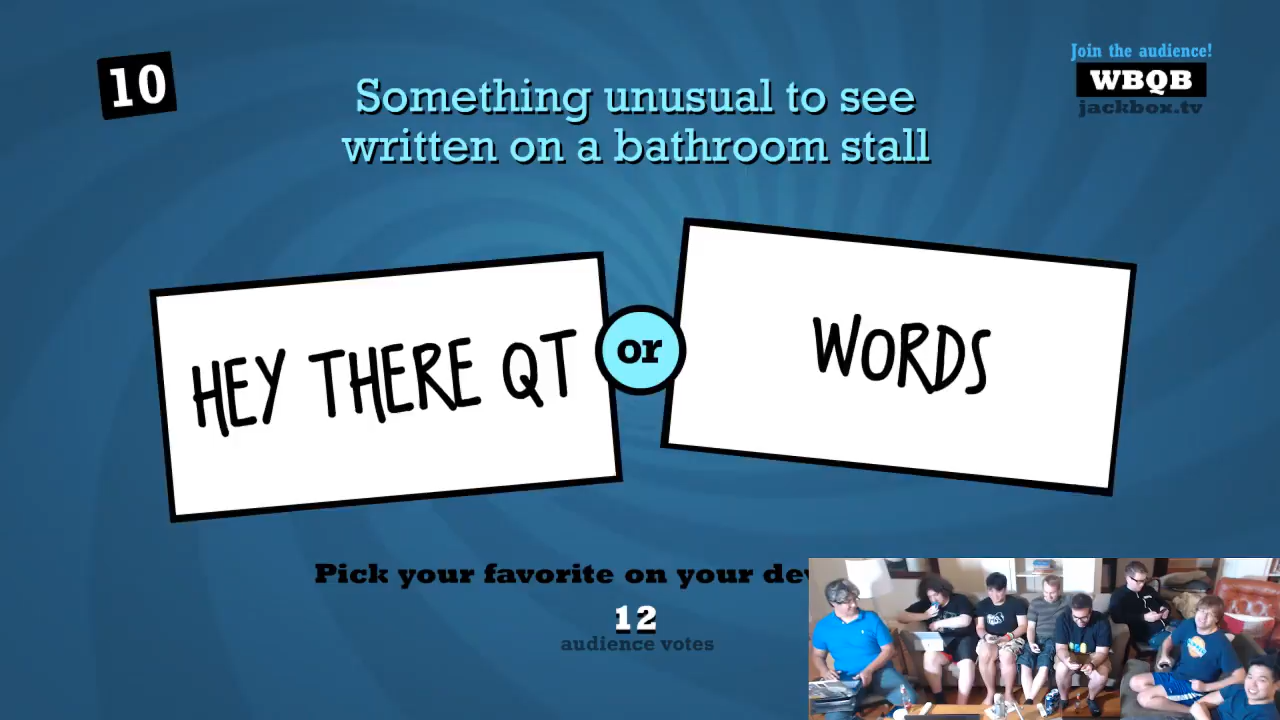 10
Something unusual to see
written on a bathroom stall
Join the audience!
WBQB
jackbox.tv
HEY THERE QT
or
WORDS
Pick your favorite on your
12
audience votes